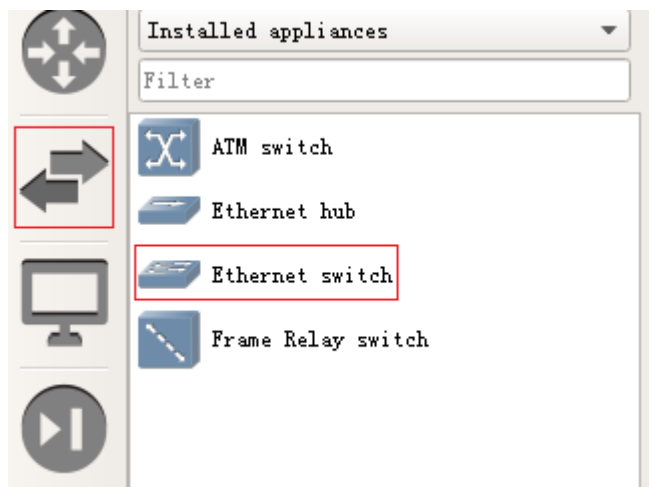 Installed appliances
Filter
ATM switch
Ethernet hub
Ethernet switch
Frame Relay switch